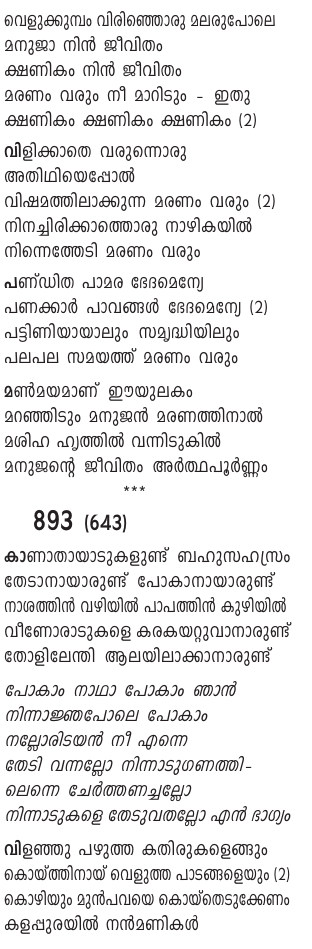 വെളുക്കുമ്പം വിരിഞ്ഞൊരു മലരുപോലെ
മനുജാ നിൻ ജീവിതം
ക്ഷണികം നിൻ ജീവിതം
മരണം വരും നീ മാറിടും – ഇതു
ക്ഷണികം ക്ഷണികം ക്ഷണികം (2)
വിളിക്കാതെ വരുന്നൊരു
അതിഥിയെപ്പോൽ
വിഷമത്തിലാക്കുന്ന മരണം വരും (2)
നിനച്ചിരിക്കാത്തൊരു നാഴികയിൽ
നിന്നെത്തേടി മരണം വരും
പണ്ഡിത പാമര ഭേദമെന്യേ
പണക്കാർ പാവങ്ങൾ ഭേദമെന്യേ (2)
പട്ടിണിയായാലും സമൃദ്ധിയിലും
പലപല സമയത്ത് മരണം വരും
മൺമയമാണ് ഈയുലകം
മറഞ്ഞിടും മനുജൻ മരണത്തിനാൽ
മശിഹ ഹൃത്തിൽ വന്നിടുകിൽ
മനുജന്റെ ജീവിതം അർത്ഥപൂർണ്ണം
***
893 (643)
കാണാതായാടുകളുണ്ട് ബഹുസഹസ്രം
തേടാനായാരുണ്ട് പോകാനായാരുണ്ട്
നാശത്തിൻ വഴിയിൽ പാപത്തിൻ കുഴിയിൽ
വീണോരാടുകളെ കരകയറ്റുവാനാരുണ്ട്
തോളിലേന്തി ആലയിലാക്കാനാരുണ്ട്
പോകാം നാഥാ പോകാം ഞാൻ
നിന്നാജ്ഞപോലെ പോകാം
നല്ലോരിടയൻ നീ എന്നെ
തേടി വന്നല്ലോ നിന്നാടുഗണത്തി–
ലെന്നെ ചേർത്തണച്ചല്ലോ
നിന്നാടുകളെ തേടുവതല്ലോ എൻ ഭാഗ്യം
വിളഞ്ഞു പഴുത്ത കതിരുകളെങ്ങും
കൊയ്ത്തിനായ് വെളുത്ത പാടങ്ങളെയും (2)
കൊഴിയും മുൻപവയെ കൊയ്തെടുക്കേണം
കളപ്പുരയിൽ നൻമണികൾ